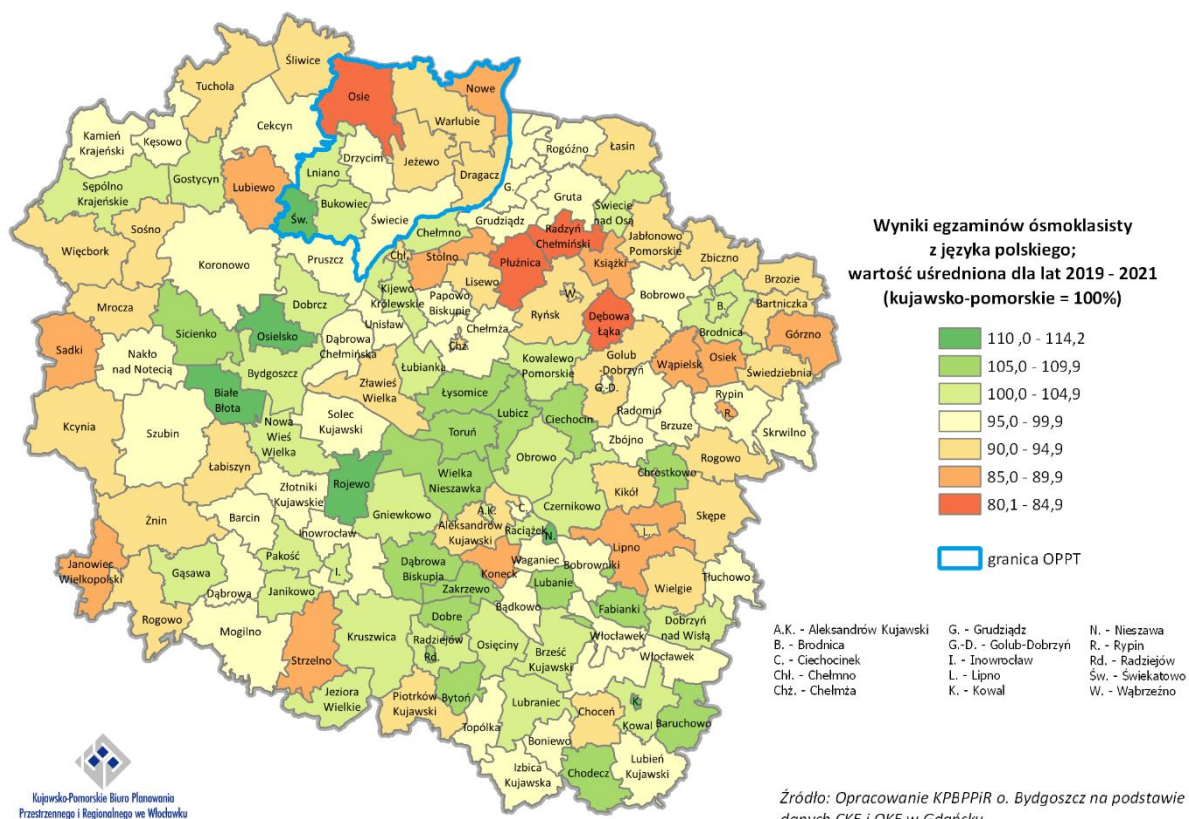 Śliwice
Tuchola
Osie
Nowe
Cekcyn
Warlubie
Kamień
Krajeński
Kęsowo
Rogóźno
Łasin
Drzycim
Jeżewo
Lniano
Gostycyn
Lubiewo
Dragacz
G.
Gruta
Sępólno
Krajeńskie
Bukowiec
Św.
Świecie
Grudziądz
Świecie
nad Osą
Sośno
Chełmno
Radzyń
Chełmiński
Jabłonowo
Pomorskie
Więcbork
Koronowo
Pruszcz
Chł.
Stolno
Płużnica
Książki
Zbiczno
Lisewo
Brzozie
Kijewo
Królewskie
Papowo
Biskupie
W.
Bobrowo
Bartniczka
Mrocza
Dobrcz
B.
Sicienko
Osielsko
Unisław
Chełmża
Ryńsk
Dębowa
Łąka
Brodnica
Górzno
Sadki
Nakło
nad Notecią
Dąbrowa
Chełmińska
Chż.
Kowalewo
Pomorskie
Golub
Dobrzyń
Wąpielsk
Osiek
Świedziebnia
Bydgoszcz
Łubianka
G.-D.
Białe
Błota
Zławieś
Wielka
Łysomice
Rypin
R.
Kcynia
Szubin
Nowa
Wieś
Wielka
Solec
Kujawski
Lubicz
Ciechocin
Radomin
Brzuze
Toruń
Zbójno
Skrwilno
Łabiszyn
Obrowo
Rogowo
Złotniki
Kujawskie
Rojewo
Wielka
Nieszawka
Chrostkowo
Kikół
Żnin
Barcin
Gniewkowo
A.K.
C.
Czernikowo
Skępe
Inowrocław
Aleksandrów
Kujawski
Raciążek
N.
L.
Lipno
Janowiec
Wielkopolski
Gąsawa
Pakość
I.
Dąbrowa
Biskupia
Koneck
Waganiec
Bobrowniki
Tłuchowo
Dąbrowa
Janikowo
Zakrzewo
Lubanie
Wielgie
Bądkowo
Fabianki
Rogowo
Mogilno
Strzelno
Kruszwica
Dobre
Dobrzyń
nad Wisłą
Radziejów
Rd.
Osięciny
Brześć
Kujawski
Włocławek
Włocławek
Jeziora
Wielkie
Piotrków
Kujawski
Bytoń
Lubraniec
Choceń
K.
Kowal
Baruchowo
Topólka
Boniewo
Izbica
Kujawska
Chodecz
Lubień
Kujawski
Wyniki egzaminów ósmoklasisty
z języka polskiego;
wartość uśredniona dla lat 2019 - 2021
(kujawsko-pomorskie = 100%)
110 ,0 - 114,2
105,0 - 109,9
100,0 - 104,9
95,0 - 99,9
90,0 - 94,9
85,0 - 89,9
80,1 - 84,9
granica OPPT
A.K. - Aleksandrów Kujawski
B. - Brodnica
C. - Ciechocinek
Chł. - Chełmno
Chż. - Chełmża
G. - Grudziądz
G.-D. - Golub-Dobrzyń
I. - Inowrocław
L. - Lipno
K. - Kowal
N. - Nieszawa
R. - Rypin
Rd. - Radziejów
Św. - Świekatowo
W. - Wąbrzeźno
Kujawsko-Pomorskie Biuro Planowania
Przestrzennego i Regionalnego we Włocławku
Źródło: Opracowanie KPBPPiR o. Bydgoszcz na podstawie
danych CKE i OKE w Gdańsku